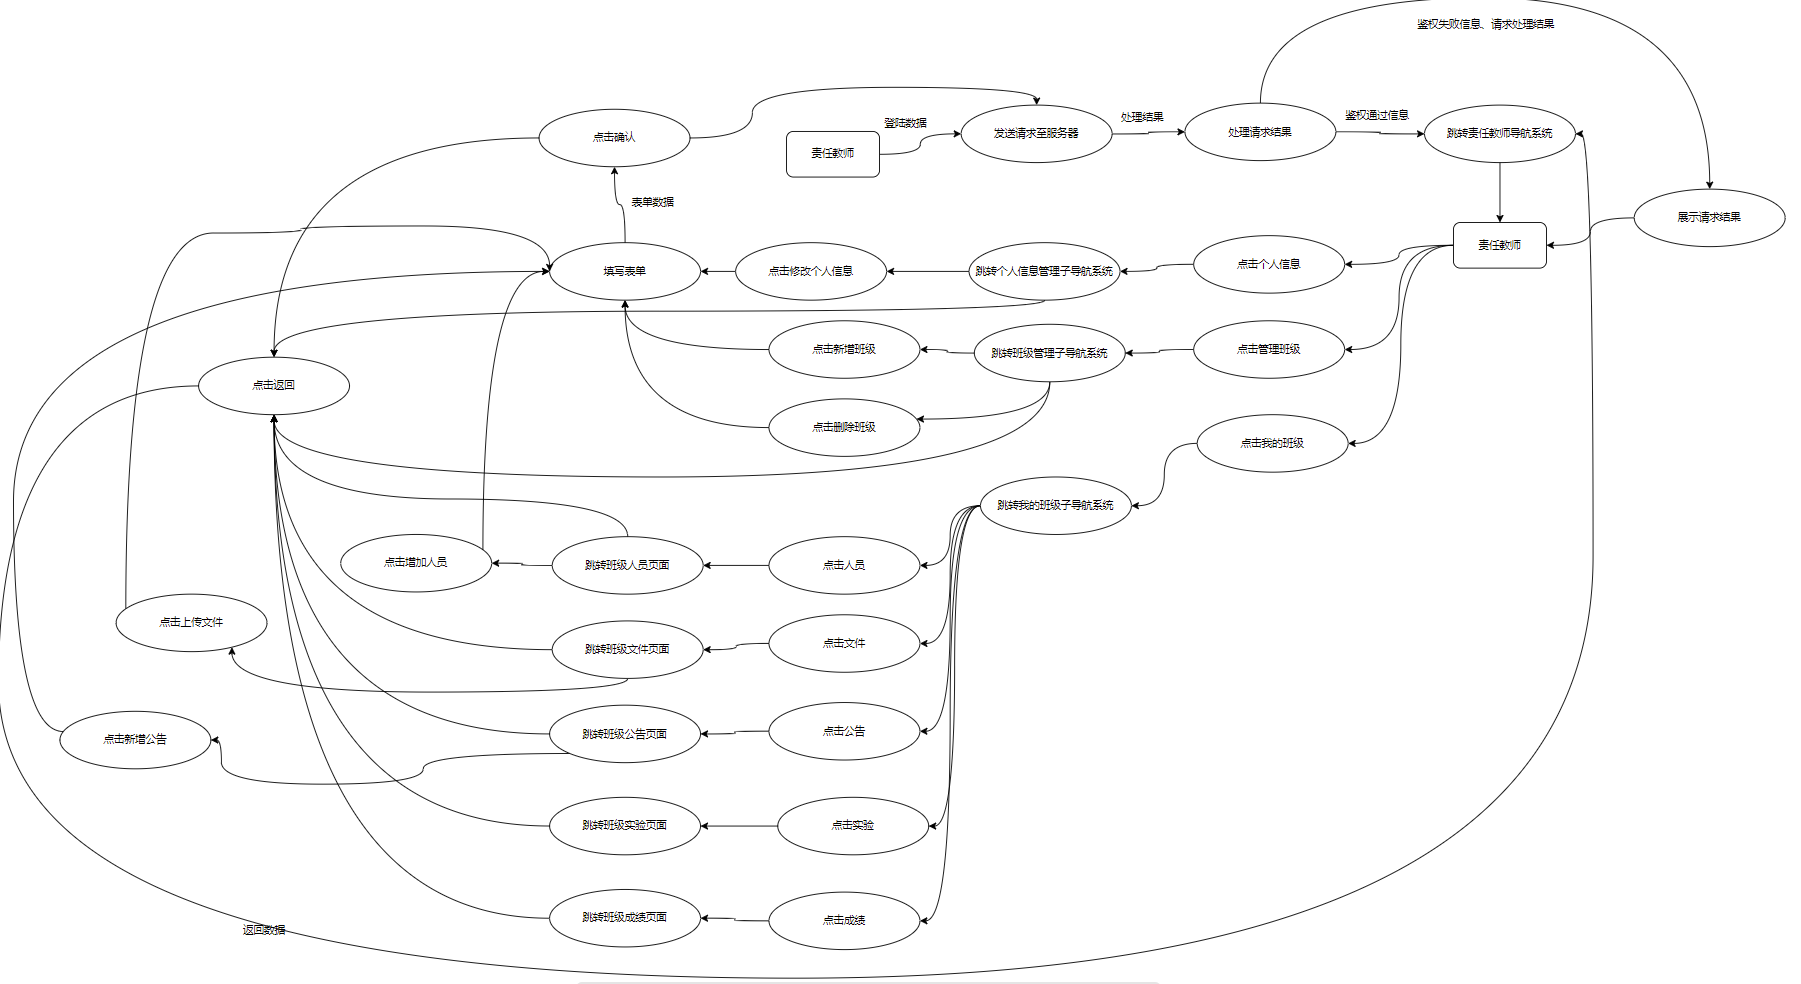 鉴权失败信息、请求处理结果
点击确认
登陆数据
责任教师
发送请求至服务器
处理结果
处理请求结果
鉴权通过信息
跳转责任教师导航系统
表单数据
展示请求结果
责任教师
填写表单
点击修改个人信息
跳转个人信息管理子导航系统
点击个人信息
点击新增班级
跳转班级管理子导航系统
点击管理班级
点击返回
点击删除班级
点击我的班级
跳转我的班级子导航系统
点击增加人员
跳转班级人员页面
点击人员
点击上传文件
跳转班级文件页面
点击文件
点击新增公告
跳转班级公告页面
点击公告
跳转班级实验页面
点击实验
跳转班级成绩页面
点击成绩
返回数据